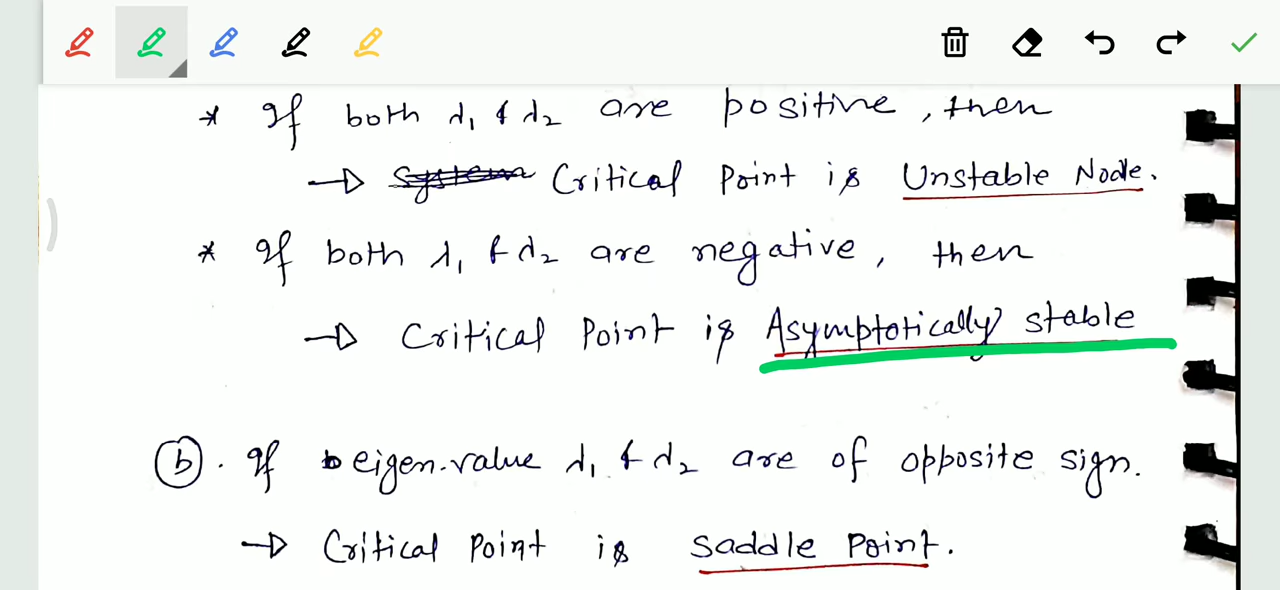 * If both λ₁ & λ₂ are positive, then
→ Critical Point is Unstable Node.
* If both λ₁ & λ₂ are negative, then
→ Critical Point is Asymptotically stable
(b). If eigen-value λ₁ & λ₂ are of opposite sign.
→ Critical Point is Saddle Point.